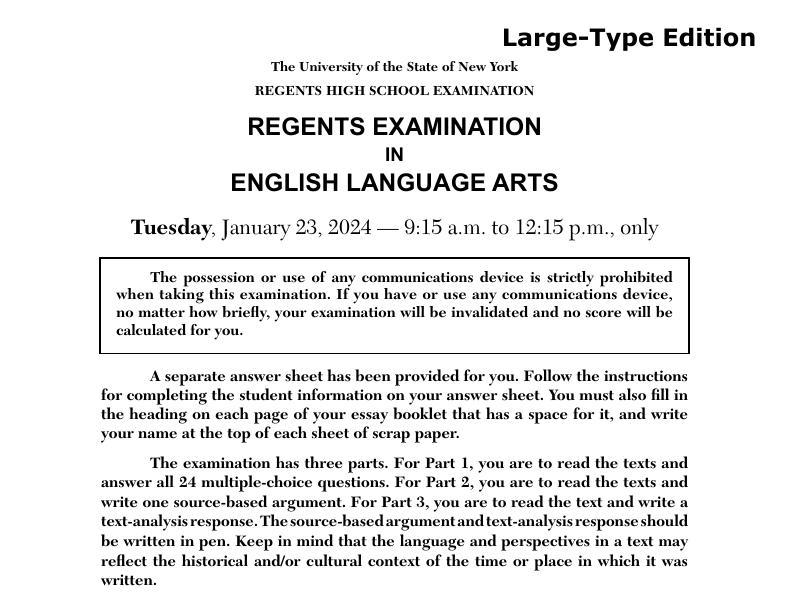 Large-Type Edition
The University of the State of New York
REGENTS HIGH SCHOOL EXAMINATION
REGENTS EXAMINATION
IN
ENGLISH LANGUAGE ARTS
Tuesday, January 23, 2024 — 9:15 a.m. to 12:15 p.m., only
The possession or use of any communications device is strictly prohibited
when taking this examination. If you have or use any communications device,
no matter how briefly, your examination will be invalidated and no score will be
calculated for you.
A separate answer sheet has been provided for you. Follow the instructions
for completing the student information on your answer sheet. You must also fill in
the heading on each page of your essay booklet that has a space for it, and write
your name at the top of each sheet of scrap paper.
The examination has three parts. For Part 1, you are to read the texts and
answer all 24 multiple-choice questions. For Part 2, you are to read the texts and
write one source-based argument. For Part 3, you are to read the text and write a
text-analysis response. The source-based argument and text-analysis response should
be written in pen. Keep in mind that the language and perspectives in a text may
reflect the historical and/or cultural context of the time or place in which it was
written.